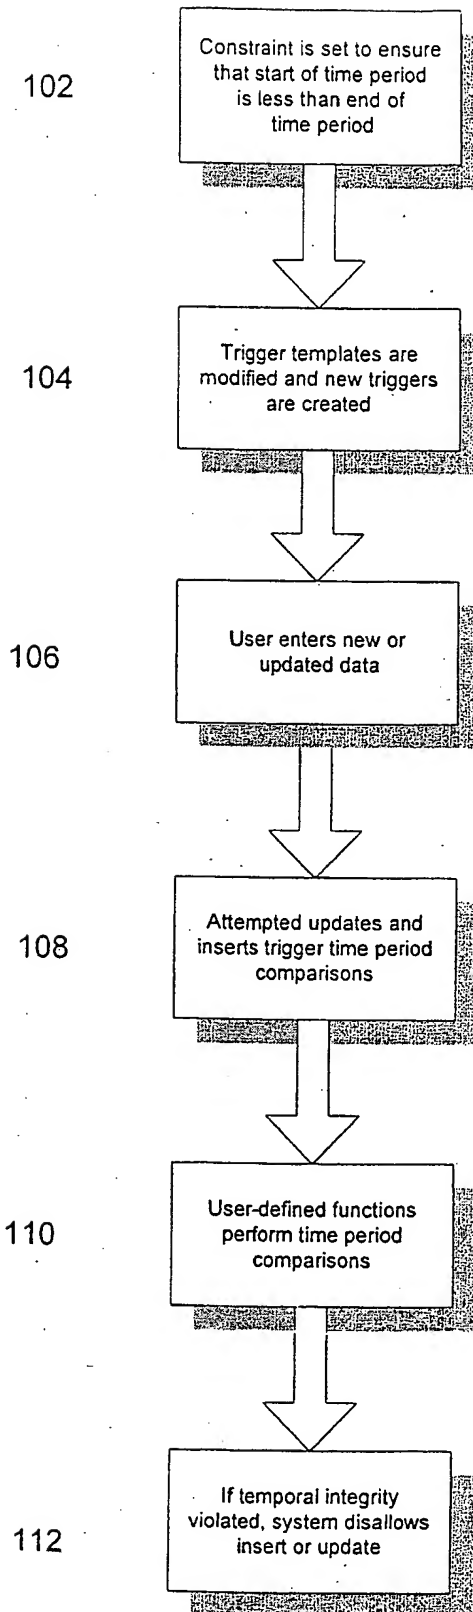 102
Constraint is set to ensure
that start of time period
is less than end of
time period
104
Trigger templates are
modified and new triggers
are created
106
User enters new or
updated data
108
Attempted updates and
inserts trigger time period
comparisons
110
User-defined functions
perform time period
comparisons
112
If temporal integrity
violated, system disallows
insert or update